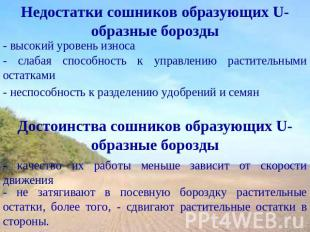 Недостатки сошников образующих U-
образные борозды
- высокий уровень износа
- слабая способность к управлению растительными
остатками
- неспособность к разделению удобрений и семян
Достоинства сошников образующих U-
образные борозды
- качество их работы меньше зависит от скорости
движения
- не затягивают в посевную бороздку растительные
остатки, более того, - сдвигают растительные остатки в
стороны.
PPt4WEB.ru